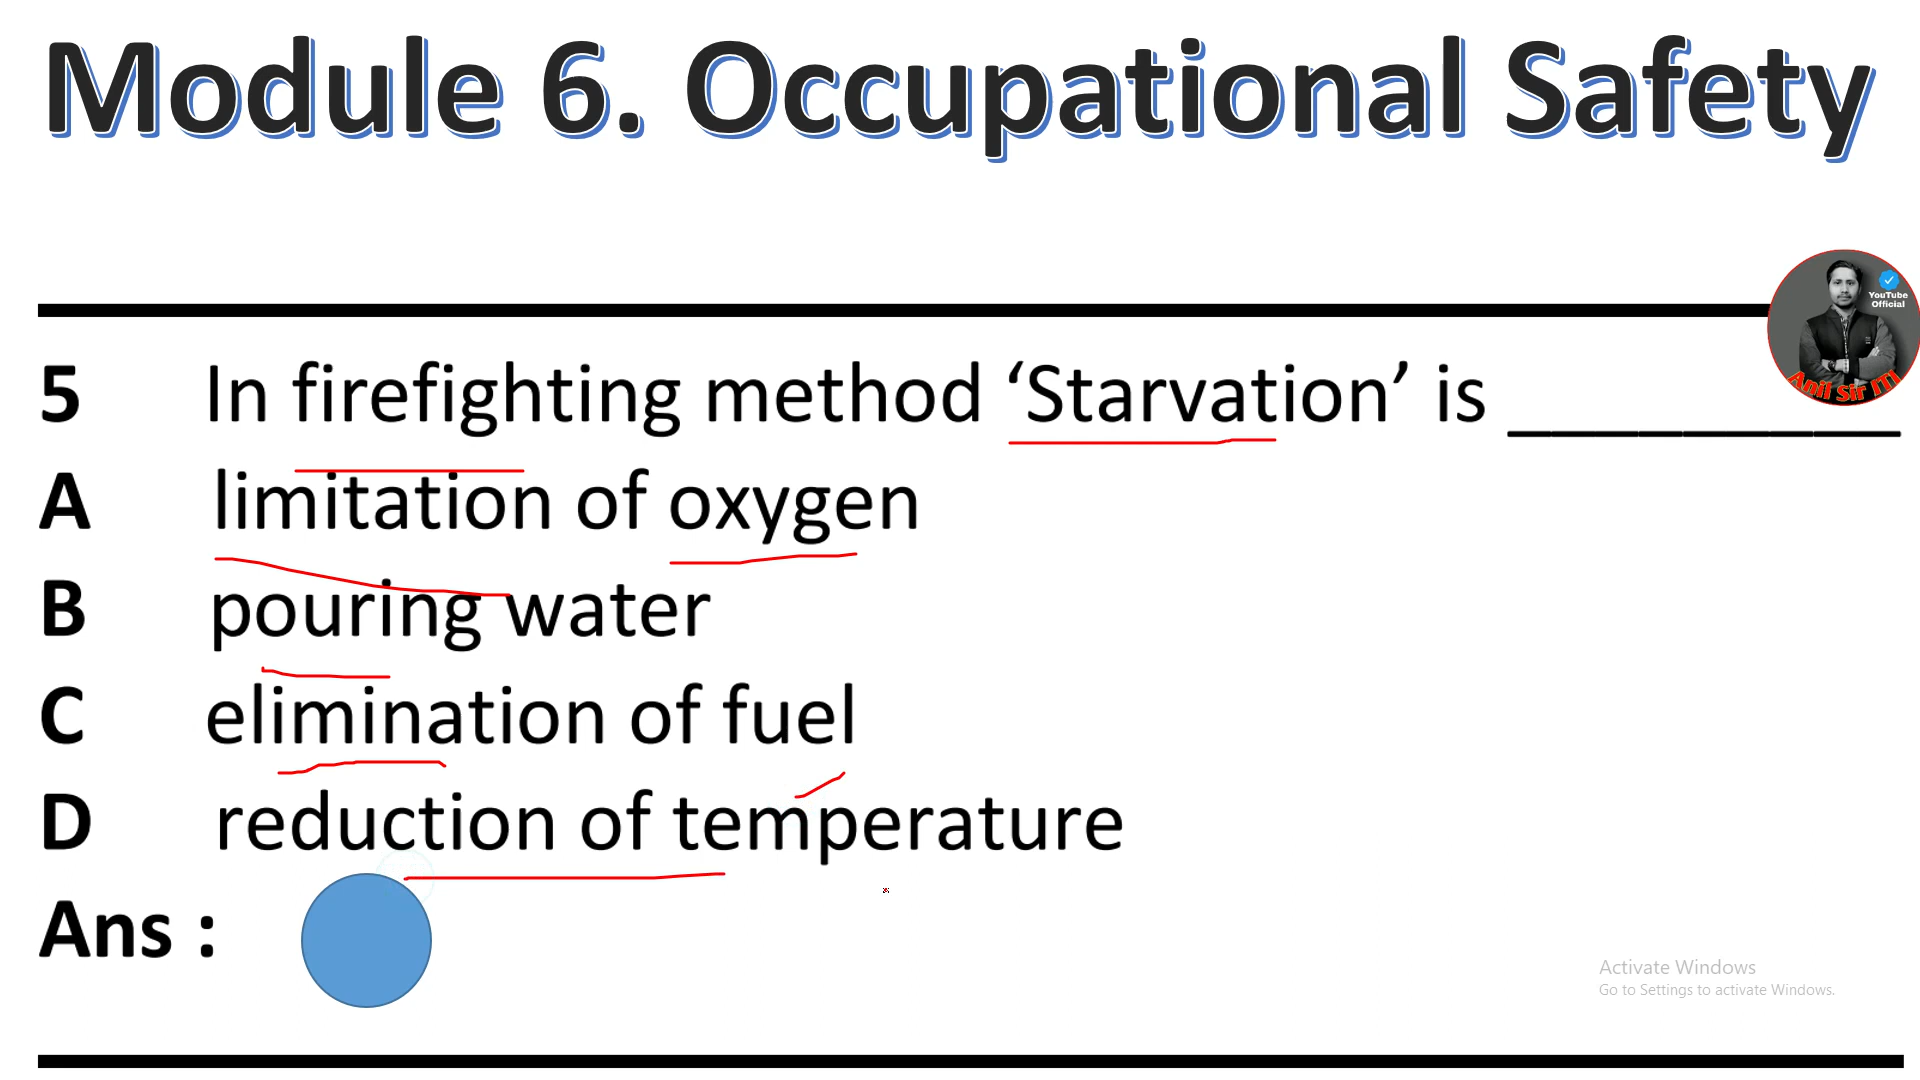 Module 6. Occupational Safety
YouTube
Official
Anil Sir ITI
5 In firefighting method ‘Starvation’ is __________
A limitation of oxygen
B pouring water
C elimination of fuel
D reduction of temperature
Ans :
Activate Windows
Go to Settings to activate Windows.